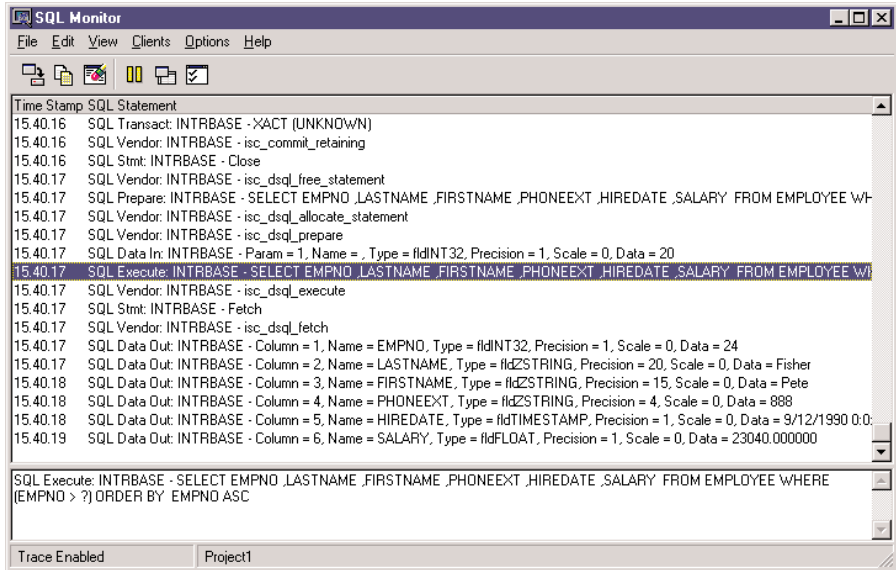 SQL Monitor
File Edit View Clients Options Help
Time Stamp SQL Statement
15.40.16 SQL Transact: INTRBASE - XACT (UNKNOWN)
15.40.16 SQL Vendor: INTRBASE - isc_commit_retaining
15.40.16 SQL Stmt: INTRBASE - Close
15.40.17 SQL Vendor: INTRBASE - isc_dsql_free_statement
15.40.17 SQL Prepare: INTRBASE - SELECT EMPNO ,LASTNAME ,FIRSTNAME ,PHONEEXT ,HIREDATE ,SALARY FROM EMPLOYEE WH
15.40.17 SQL Vendor: INTRBASE - isc_dsql_allocate_statement
15.40.17 SQL Vendor: INTRBASE - isc_dsql_prepare
15.40.17 SQL Data In: INTRBASE - Param = 1, Name = , Type = fldINT32, Precision = 1, Scale = 0, Data = 20
15.40.17 SQL Execute: INTRBASE - SELECT EMPNO ,LASTNAME ,FIRSTNAME ,PHONEEXT ,HIREDATE ,SALARY FROM EMPLOYEE WH
15.40.17 SQL Vendor: INTRBASE - isc_dsql_execute
15.40.17 SQL Stmt: INTRBASE - Fetch
15.40.17 SQL Vendor: INTRBASE - isc_dsql_fetch
15.40.17 SQL Data Out: INTRBASE - Column = 1, Name = EMPNO, Type = fldINT32, Precision = 1, Scale = 0, Data = 24
15.40.17 SQL Data Out: INTRBASE - Column = 2, Name = LASTNAME, Type = fldZSTRING, Precision = 20, Scale = 0, Data = Fisher
15.40.18 SQL Data Out: INTRBASE - Column = 3, Name = FIRSTNAME, Type = fldZSTRING, Precision = 15, Scale = 0, Data = Pete
15.40.18 SQL Data Out: INTRBASE - Column = 4, Name = PHONEEXT, Type = fldZSTRING, Precision = 4, Scale = 0, Data = 888
15.40.18 SQL Data Out: INTRBASE - Column = 5, Name = HIREDATE, Type = fldTIMESTAMP, Precision = 1, Scale = 0, Data = 9/12/1990 0:0:
15.40.19 SQL Data Out: INTRBASE - Column = 6, Name = SALARY, Type = fldFLOAT, Precision = 1, Scale = 0, Data = 23040.000000
SQL Execute: INTRBASE - SELECT EMPNO ,LASTNAME ,FIRSTNAME ,PHONEEXT ,HIREDATE ,SALARY FROM EMPLOYEE WHERE
(EMPNO > ?) ORDER BY EMPNO ASC
Trace Enabled Project1